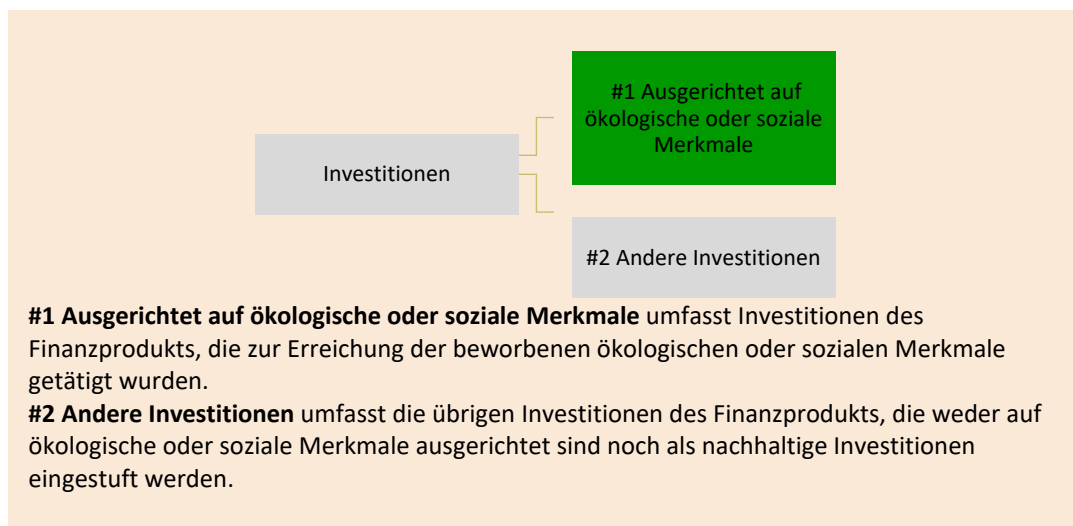 #1 Ausgerichtet auf
ökologische oder soziale
Merkmale
Investitionen
#2 Andere Investitionen
#1 Ausgerichtet auf ökologische oder soziale Merkmale umfasst Investitionen des
Finanzprodukts, die zur Erreichung der beworbenen ökologischen oder sozialen Merkmale
getätigt wurden.
#2 Andere Investitionen umfasst die übrigen Investitionen des Finanzprodukts, die weder auf
ökologische oder soziale Merkmale ausgerichtet sind noch als nachhaltige Investitionen
eingestuft werden.